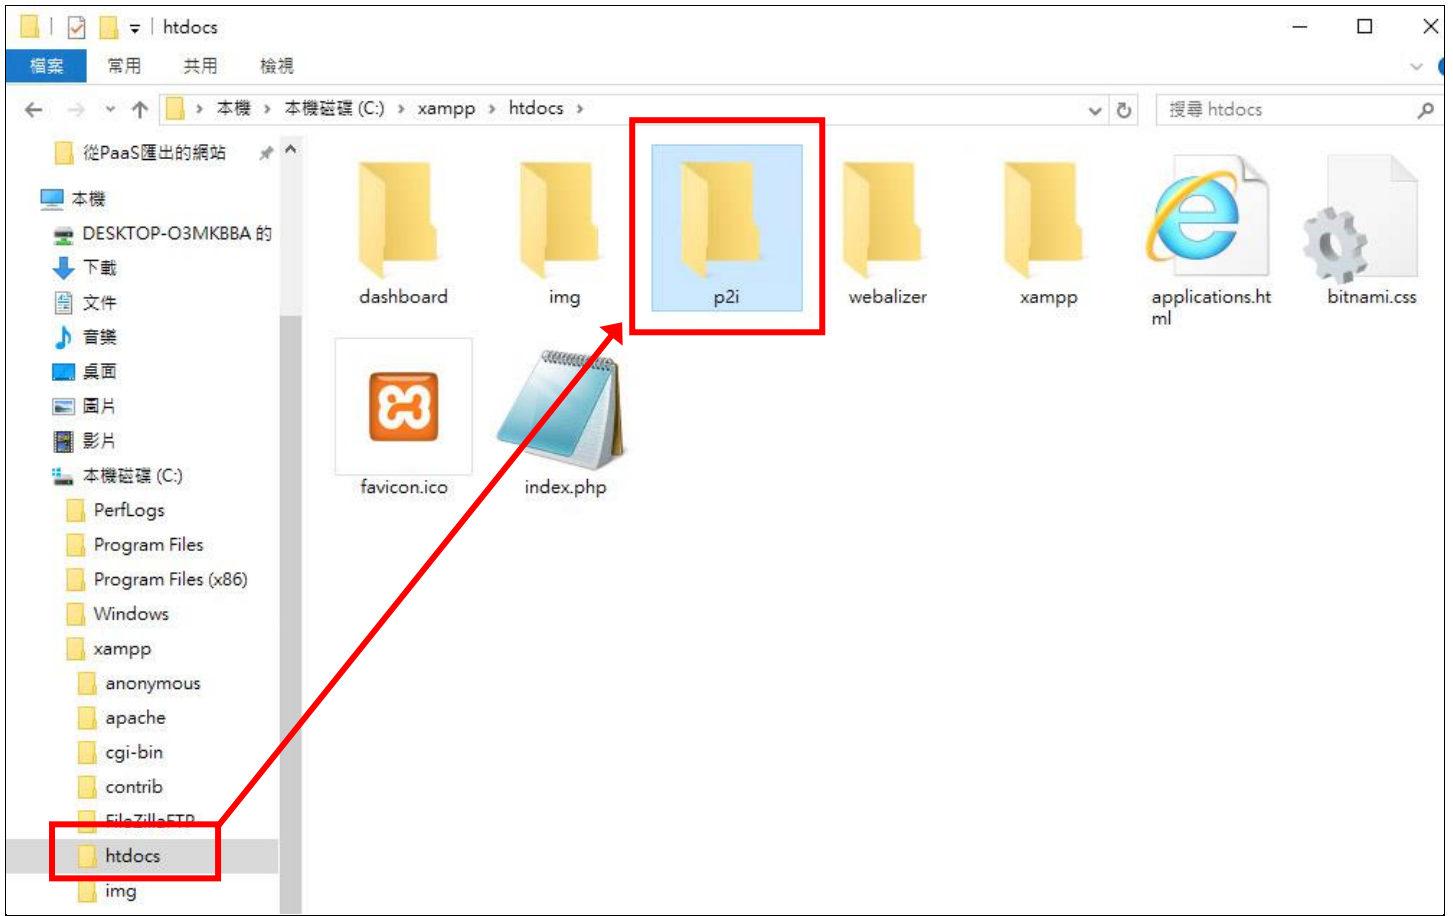 htdocs
檔案 常用 共用 檢視
本機 本機磁碟 (C:) xampp htdocs 搜尋 htdocs
從PaaS匯出的網站
本機
DESKTOP-O3MKBBA 的
下載
文件
音樂
桌面
圖片
影片
本機磁碟 (C:)
PerfLogs
Program Files
Program Files (x86)
Windows
xampp
anonymous
apache
cgi-bin
contrib
FileZillaFTP
htdocs
img
dashboard img p2i webalizer xampp applications.ht bitnami.css
ml
favicon.ico index.php